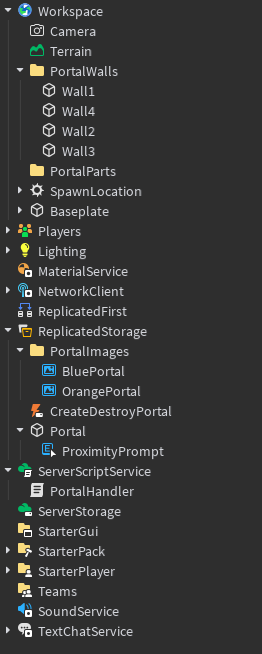 Workspace
Camera
Terrain
PortalWalls
Wall1
Wall4
Wall2
Wall3
PortalParts
SpawnLocation
Baseplate
Players
Lighting
MaterialService
NetworkClient
ReplicatedFirst
ReplicatedStorage
PortalImages
BluePortal
OrangePortal
CreateDestroyPortal
Portal
ProximityPrompt
ServerScriptService
PortalHandler
ServerStorage
StarterGui
StarterPack
StarterPlayer
Teams
SoundService
TextChatService